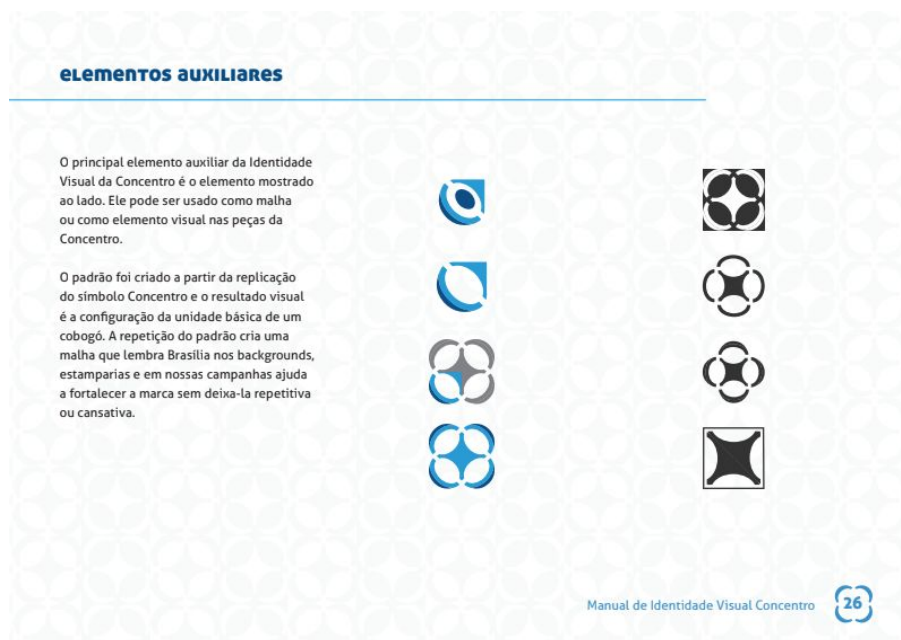 elementos auxiliares
O principal elemento auxiliar da Identidade
Visual da Concentro é o elemento mostrado
ao lado. Ele pode ser usado como malha
ou como elemento visual nas peças da
Concentro.
O padrão foi criado a partir da replicação
do símbolo Concentro e o resultado visual
é a configuração da unidade básica de um
cobogó. A repetição do padrão cria uma
malha que lembra Brasília nos backgrounds,
estamparias e em nossas campanhas ajuda
a fortalecer a marca sem deixa-la repetitiva
ou cansativa.
Manual de Identidade Visual Concentro 26